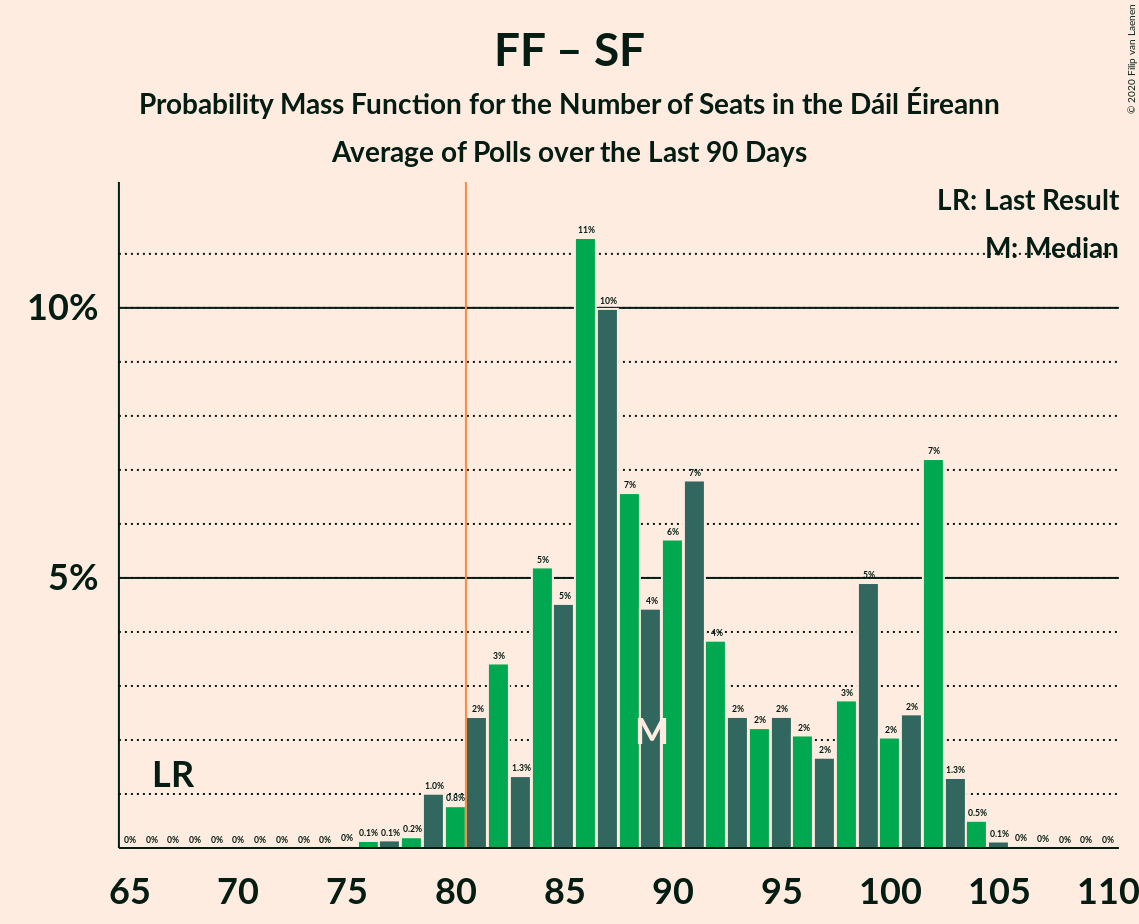 © 2020 Filip van Laenen
FF – SF
Probability Mass Function for the Number of Seats in the Dáil Éireann
Average of Polls over the Last 90 Days
LR: Last Result
M: Median
10%
5%
LR
M
0% 0% 0% 0% 0% 0% 0% 0% 0% 0% 0% 0.1% 0.1% 0.2% 1.0% 0.8% 2% 3% 1.3% 5% 5% 11% 10% 7% 4% 6% 7% 4% 2% 2% 2% 2% 2% 3% 5% 2% 2% 7% 1.3% 0.5% 0.1% 0% 0% 0% 0% 0%
65 70 75 80 85 90 95 100 105 110